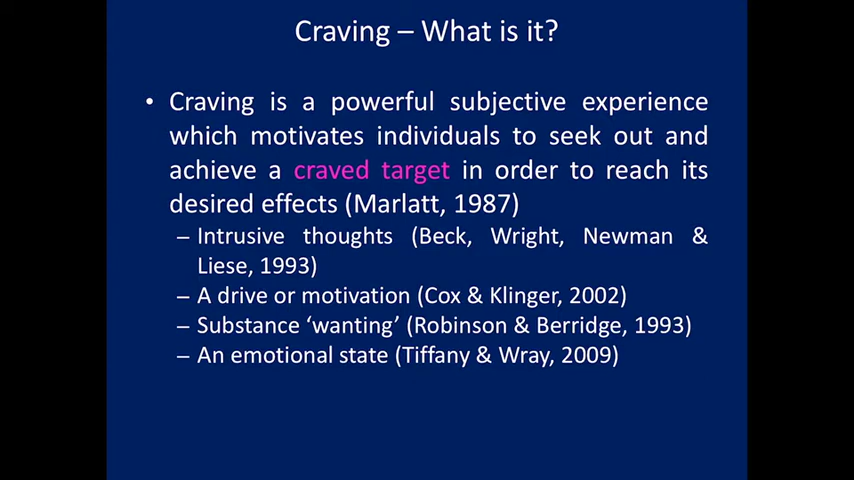 Craving – What is it?
• Craving is a powerful subjective experience
which motivates individuals to seek out and
achieve a craved target in order to reach its
desired effects (Marlatt, 1987)
– Intrusive thoughts (Beck, Wright, Newman &
Liese, 1993)
– A drive or motivation (Cox & Klinger, 2002)
– Substance ‘wanting’ (Robinson & Berridge, 1993)
– An emotional state (Tiffany & Wray, 2009)